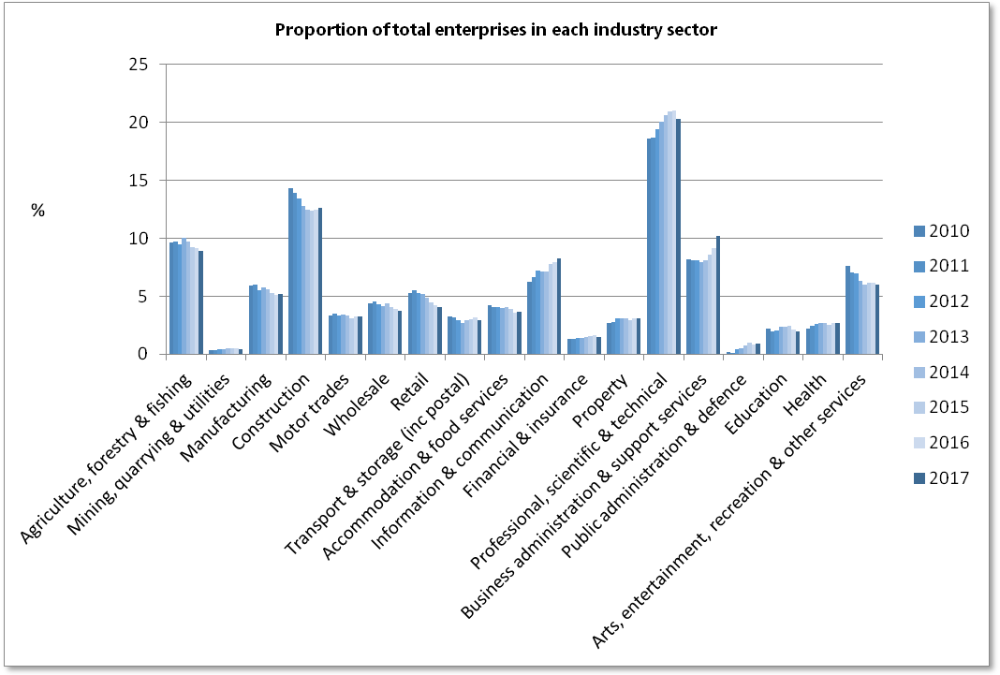 Proportion of total enterprises in each industry sector
25
20
15
10
5
0
%
Agriculture, forestry & fishing
Mining, quarrying & utilities
Manufacturing
Construction
Motor trades
Wholesale
Retail
Transport & storage (inc postal)
Accommodation & food services
Information & communication
Financial & insurance
Property
Professional, scientific & technical
Business administration & support services
Public administration & defence
Education
Health
Arts, entertainment, recreation & other services
2010
2011
2012
2013
2014
2015
2016
2017